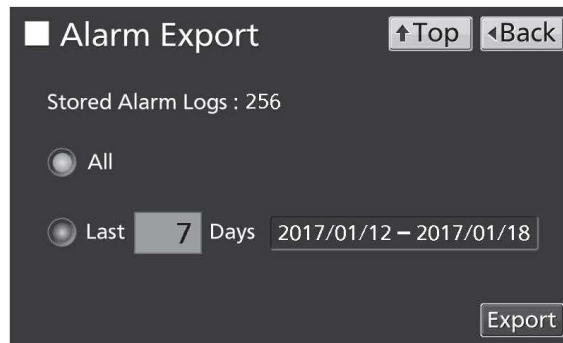 Alarm Export
Top
Back
Stored Alarm Logs : 256
All
Last 7 Days 2017/01/12 – 2017/01/18
Export